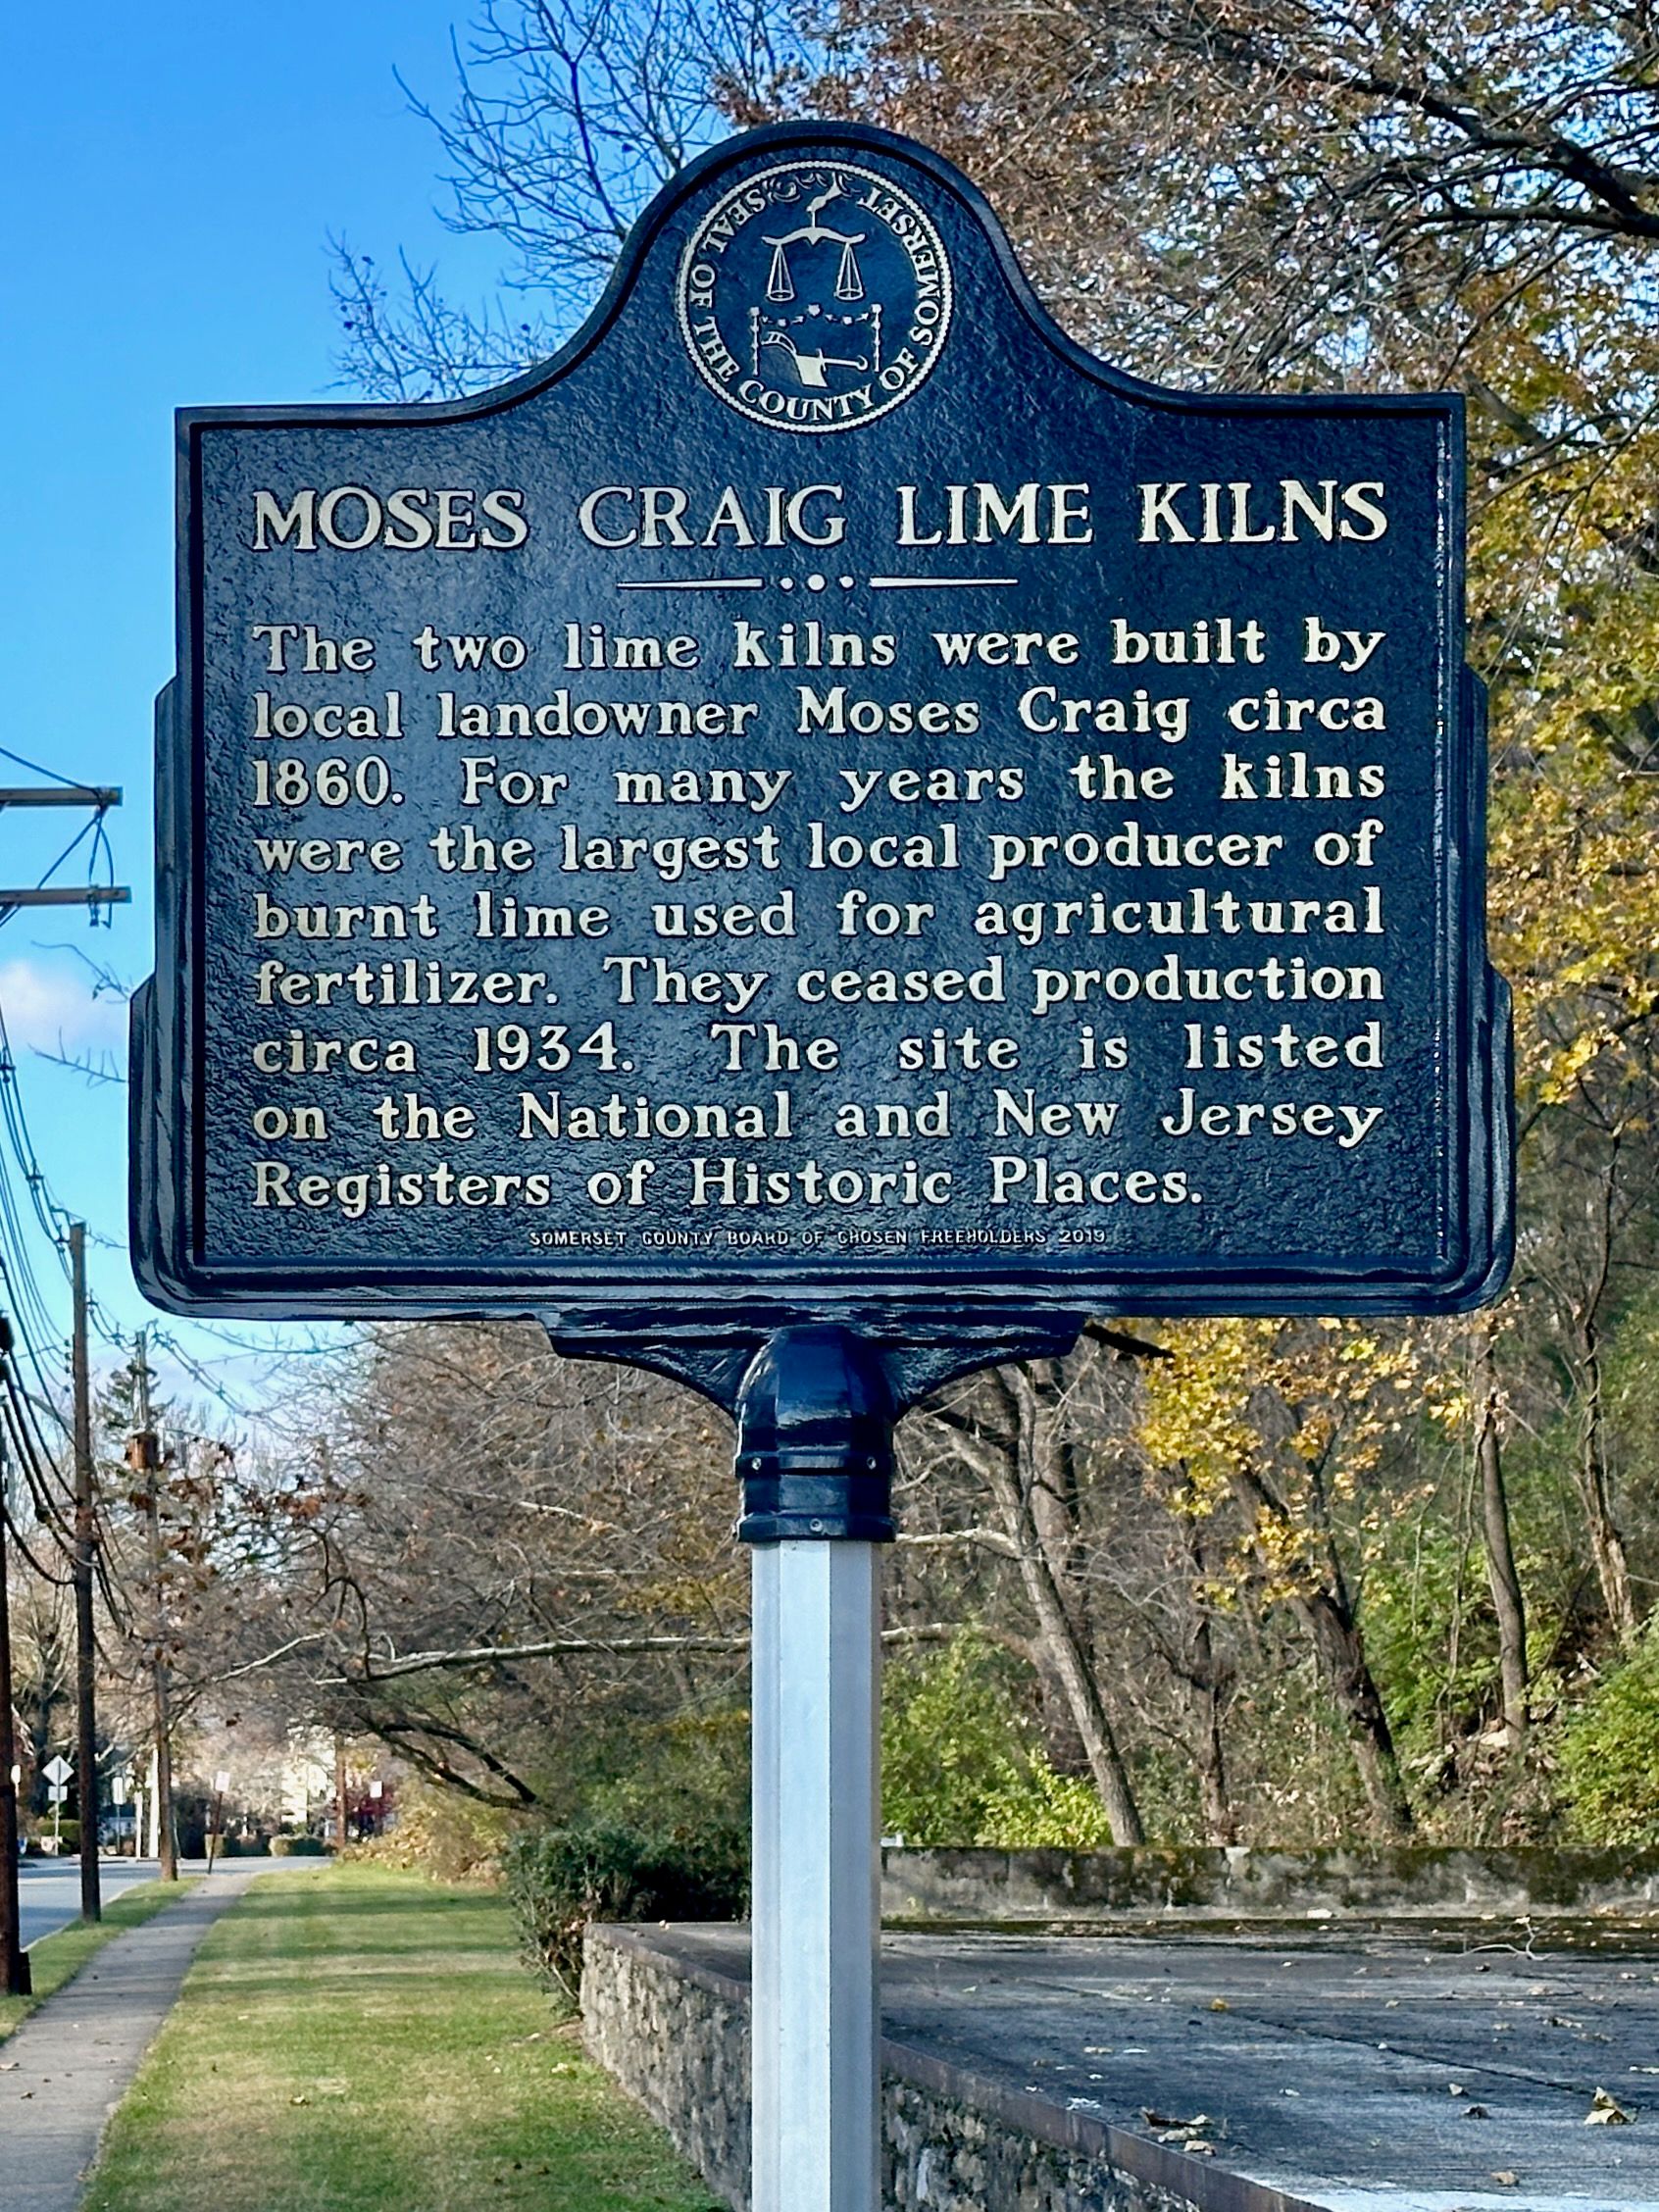 SEAL OF THE COUNTY OF SOMERSET
MOSES CRAIG LIME KILNS
The two lime kilns were built by
local landowner Moses Craig circa
1860. For many years the kilns
were the largest local producer of
burnt lime used for agricultural
fertilizer. They ceased production
circa 1934. The site is listed
on the National and New Jersey
Registers of Historic Places.
SOMERSET COUNTY BOARD OF CHOSEN FREEHOLDERS 2019